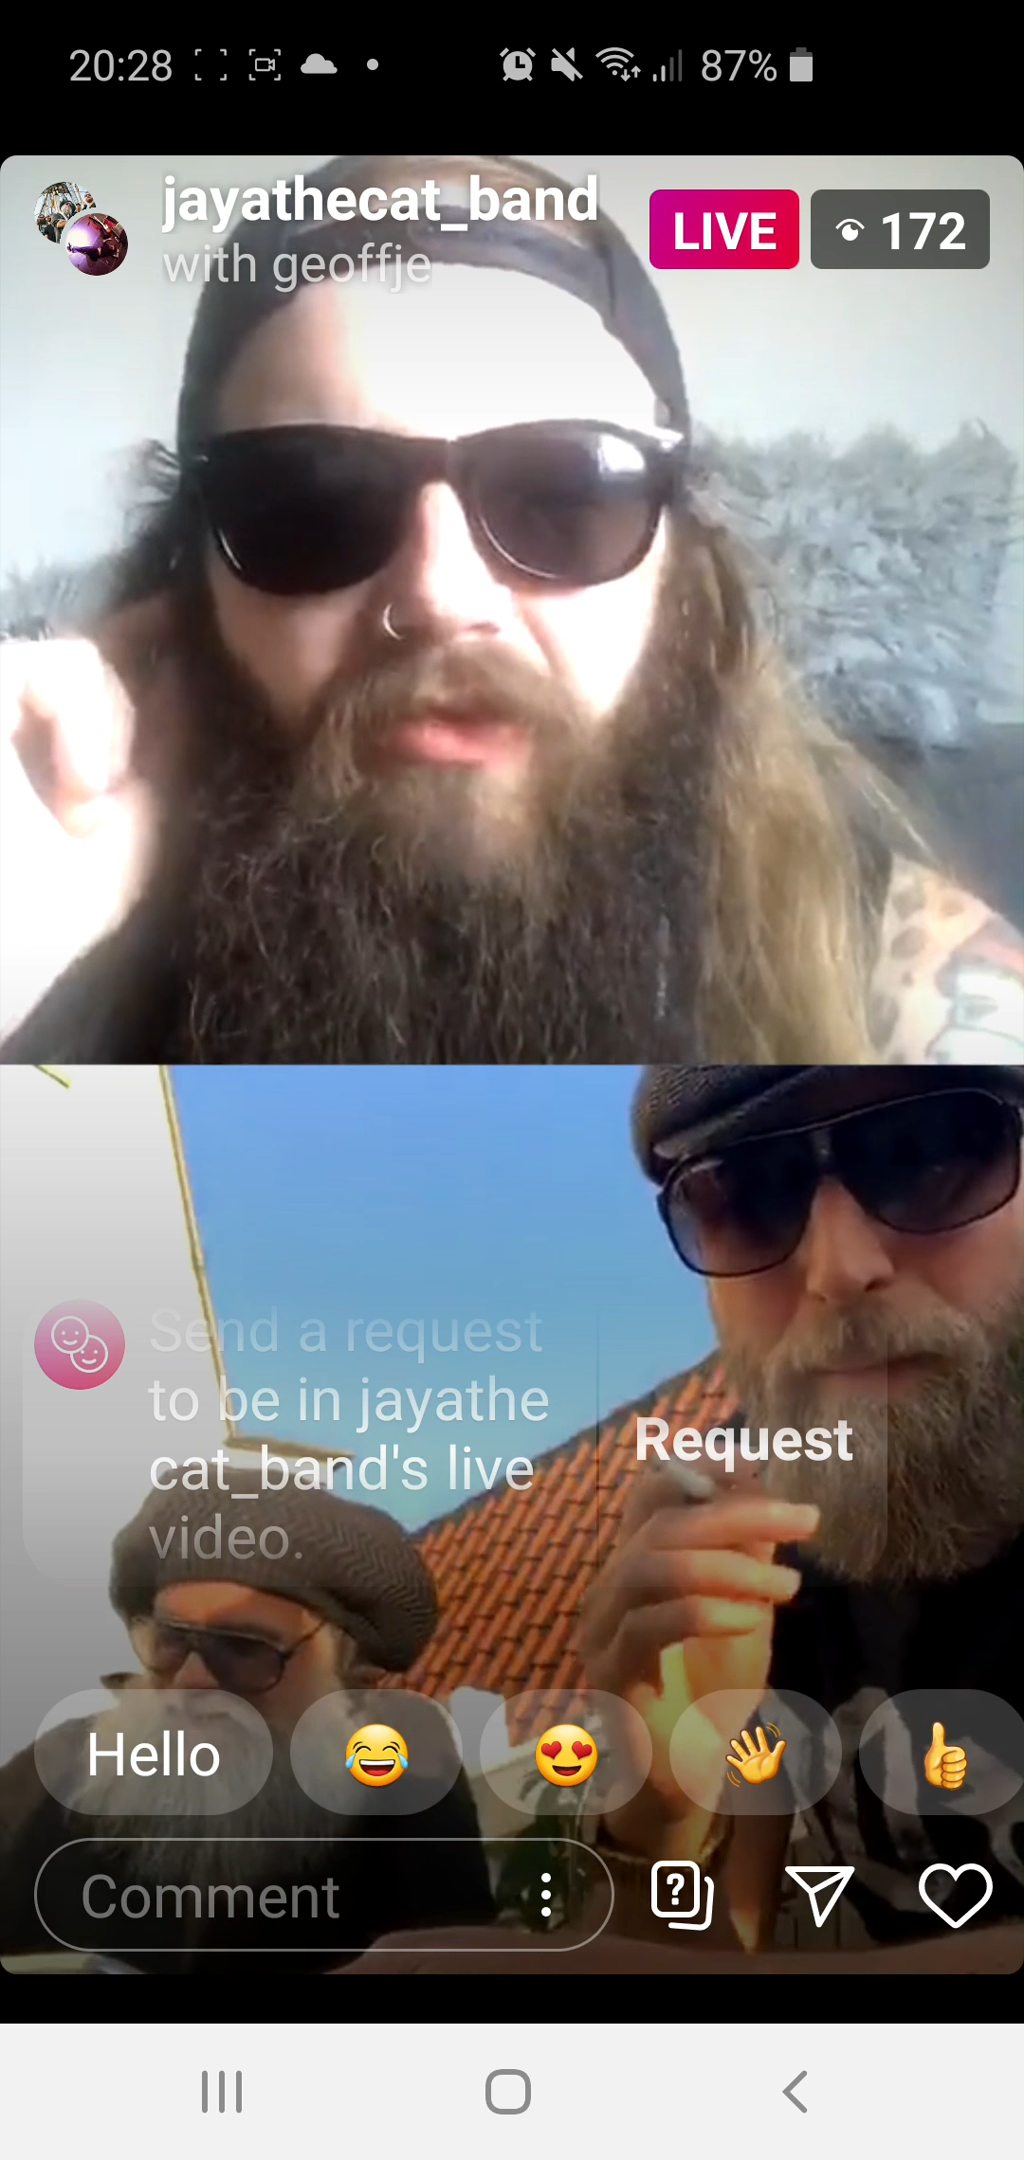 20:28
87%
jayathecat_band
with geoffje
LIVE
172
Send a request
to be in jayathe
cat_band's live
video.
Request
Hello
Comment